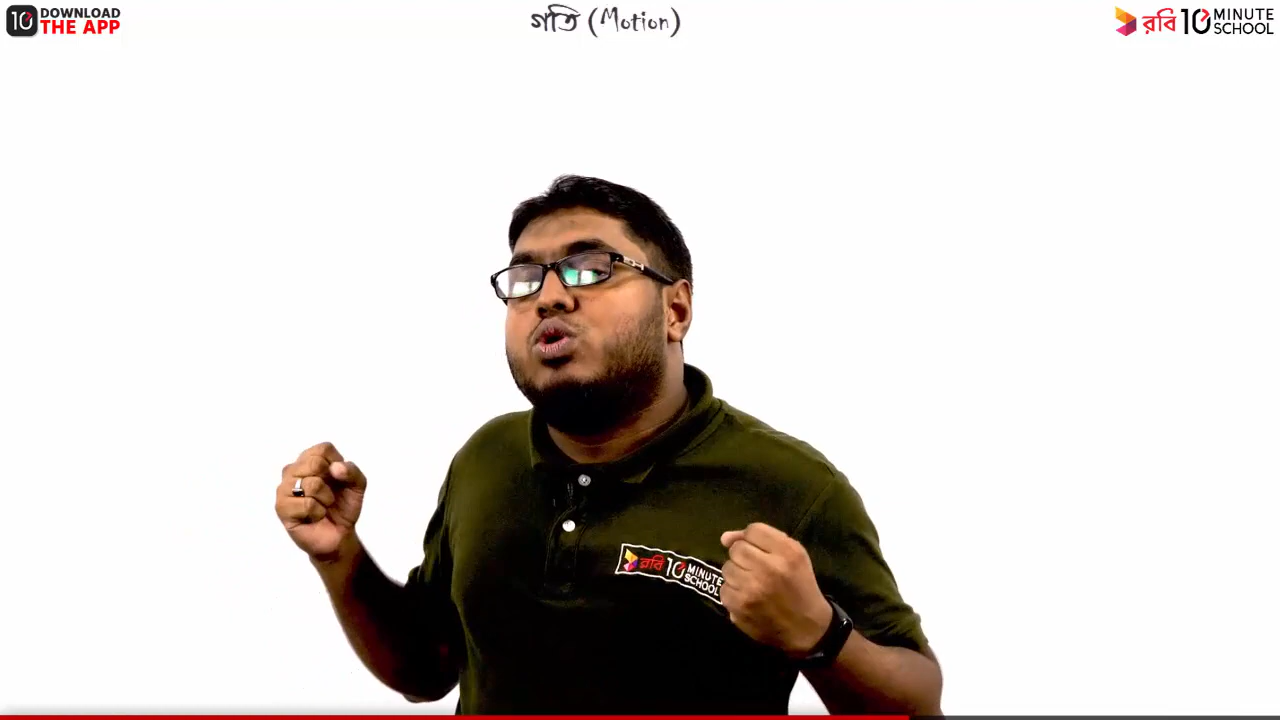 DOWNLOAD
THE APP
গতি (Motion)
রবি 10 MINUTE
SCHOOL
রবি 10 MINUTE
SCHOOL